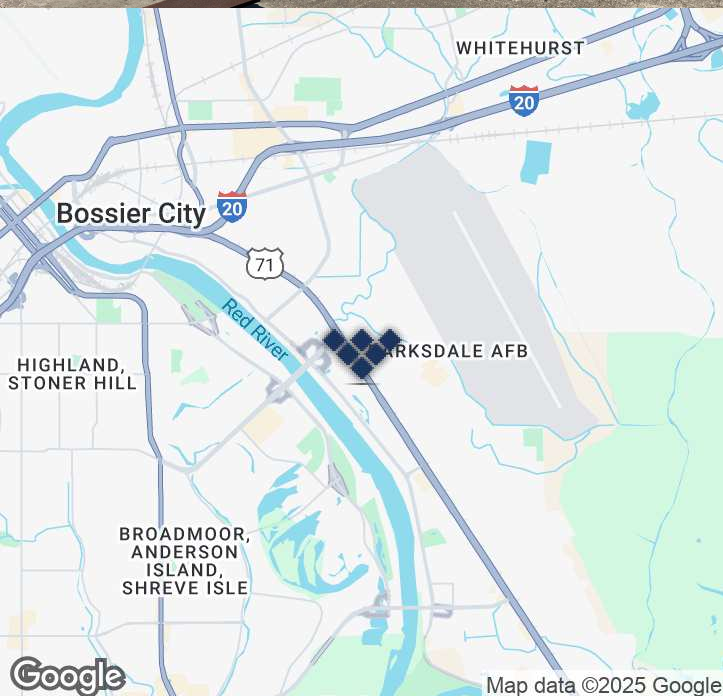 WHITEHURST
20
Bossier City
20
71
Red River
ARKSDALE AFB
HIGHLAND,
STONER HILL
BROADMOOR,
ANDERSON
ISLAND,
SHREVE ISLE
Google
Map data ©2025 Google